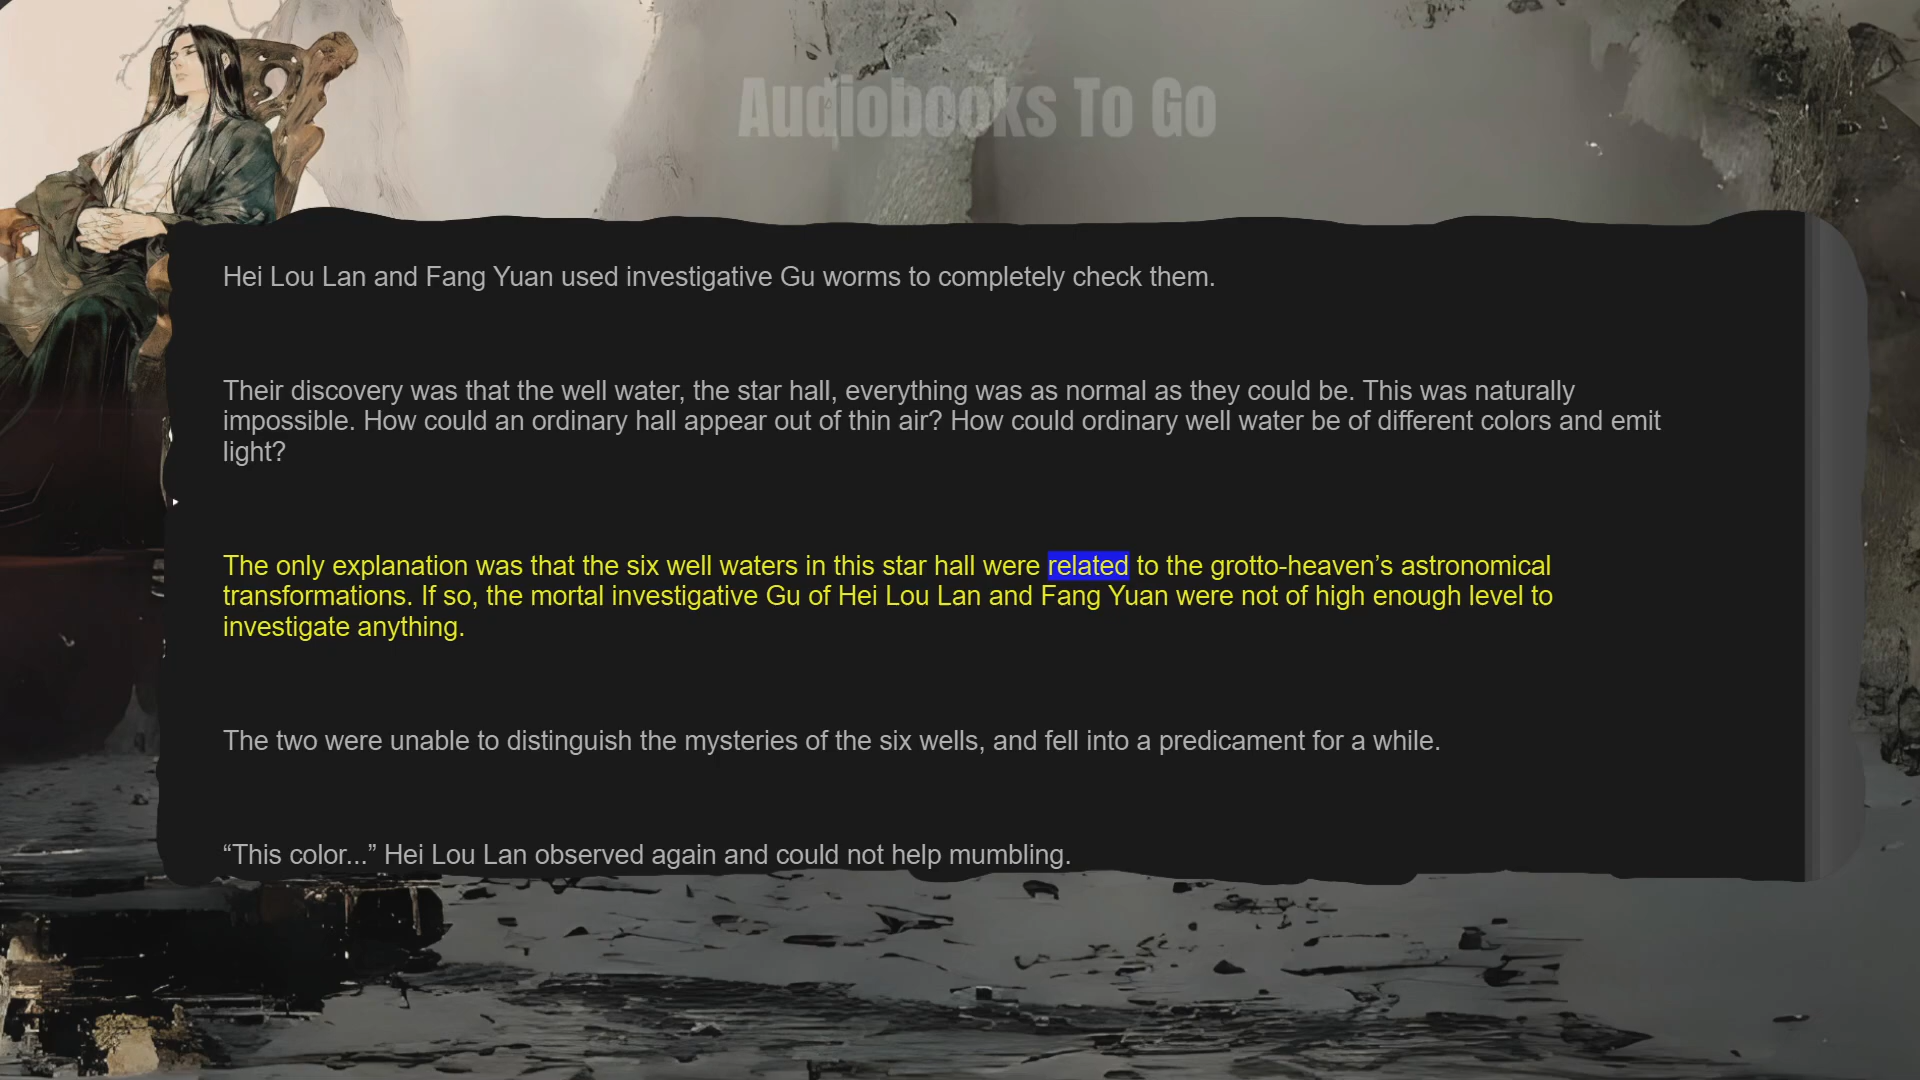 Audiobooks To Go
Hei Lou Lan and Fang Yuan used investigative Gu worms to completely check them.
Their discovery was that the well water, the star hall, everything was as normal as they could be. This was naturally
impossible. How could an ordinary hall appear out of thin air? How could ordinary well water be of different colors and emit
light?
The only explanation was that the six well waters in this star hall were related to the grotto-heaven’s astronomical
transformations. If so, the mortal investigative Gu of Hei Lou Lan and Fang Yuan were not of high enough level to
investigate anything.
The two were unable to distinguish the mysteries of the six wells, and fell into a predicament for a while.
“This color...” Hei Lou Lan observed again and could not help mumbling.